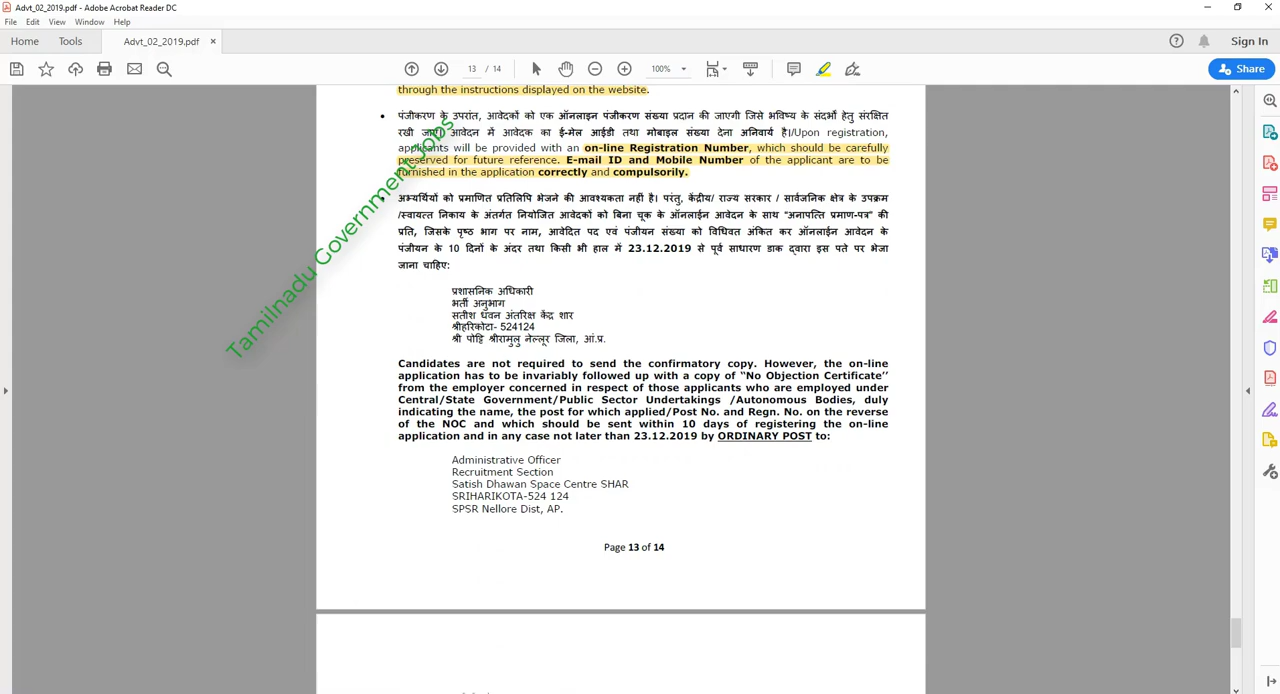 Advt_02_2019.pdf - Adobe Acrobat Reader DC
File Edit View Window Help
Home Tools Advt_02_2019.pdf × Sign In
13 / 14 100% Share
through the instructions displayed on the website.
• पंजीकरण के उपरांत, आवेदकों को एक ऑनलाइन पंजीकरण संख्या प्रदान की जाएगी जिसे भविष्य के संदर्भो हेतु संरक्षित
रखी जाए। आवेदन में आवेदक का ई-मेल आईडी तथा मोबाइल संख्या देना अनिवार्य है।/Upon registration,
applicants will be provided with an on-line Registration Number, which should be carefully
preserved for future reference. E-mail ID and Mobile Number of the applicant are to be
furnished in the application correctly and compulsorily.
• अभ्यर्थियों को प्रमाणित प्रतिलिपि भेजने की आवश्यकता नहीं है। परंतु, केंद्रीय/ राज्य सरकार / सार्वजनिक क्षेत्र के उपक्रम
/स्वायत्त निकाय के अंतर्गत नियोजित आवेदकों को बिना चूक के ऑनलाईन आवेदन के साथ "अनापत्ति प्रमाण-पत्र" की
प्रति, जिसके पृष्ठ भाग पर नाम, आवेदित पद एवं पंजीयन संख्या को विधिवत अंकित कर ऑनलाईन आवेदन के
पंजीयन के 10 दिनों के अंदर तथा किसी भी हाल में 23.12.2019 से पूर्व साधारण डाक द्वारा इस पते पर भेजा
जाना चाहिए:
प्रशासनिक अधिकारी
भर्ती अनुभाग
सतीश धवन अंतरिक्ष केंद्र शार
श्रीहरिकोटा- 524124
श्री पोट्टि श्रीरामुलु नेल्लूर जिला, आं.प्र.
Tamilnadu Government Jobs
Candidates are not required to send the confirmatory copy. However, the on-line
application has to be invariably followed up with a copy of “No Objection Certificate’’
from the employer concerned in respect of those applicants who are employed under
Central/State Government/Public Sector Undertakings /Autonomous Bodies, duly
indicating the name, the post for which applied/Post No. and Regn. No. on the reverse
of the NOC and which should be sent within 10 days of registering the on-line
application and in any case not later than 23.12.2019 by ORDINARY POST to:
Administrative Officer
Recruitment Section
Satish Dhawan Space Centre SHAR
SRIHARIKOTA-524 124
SPSR Nellore Dist, AP.
Page 13 of 14